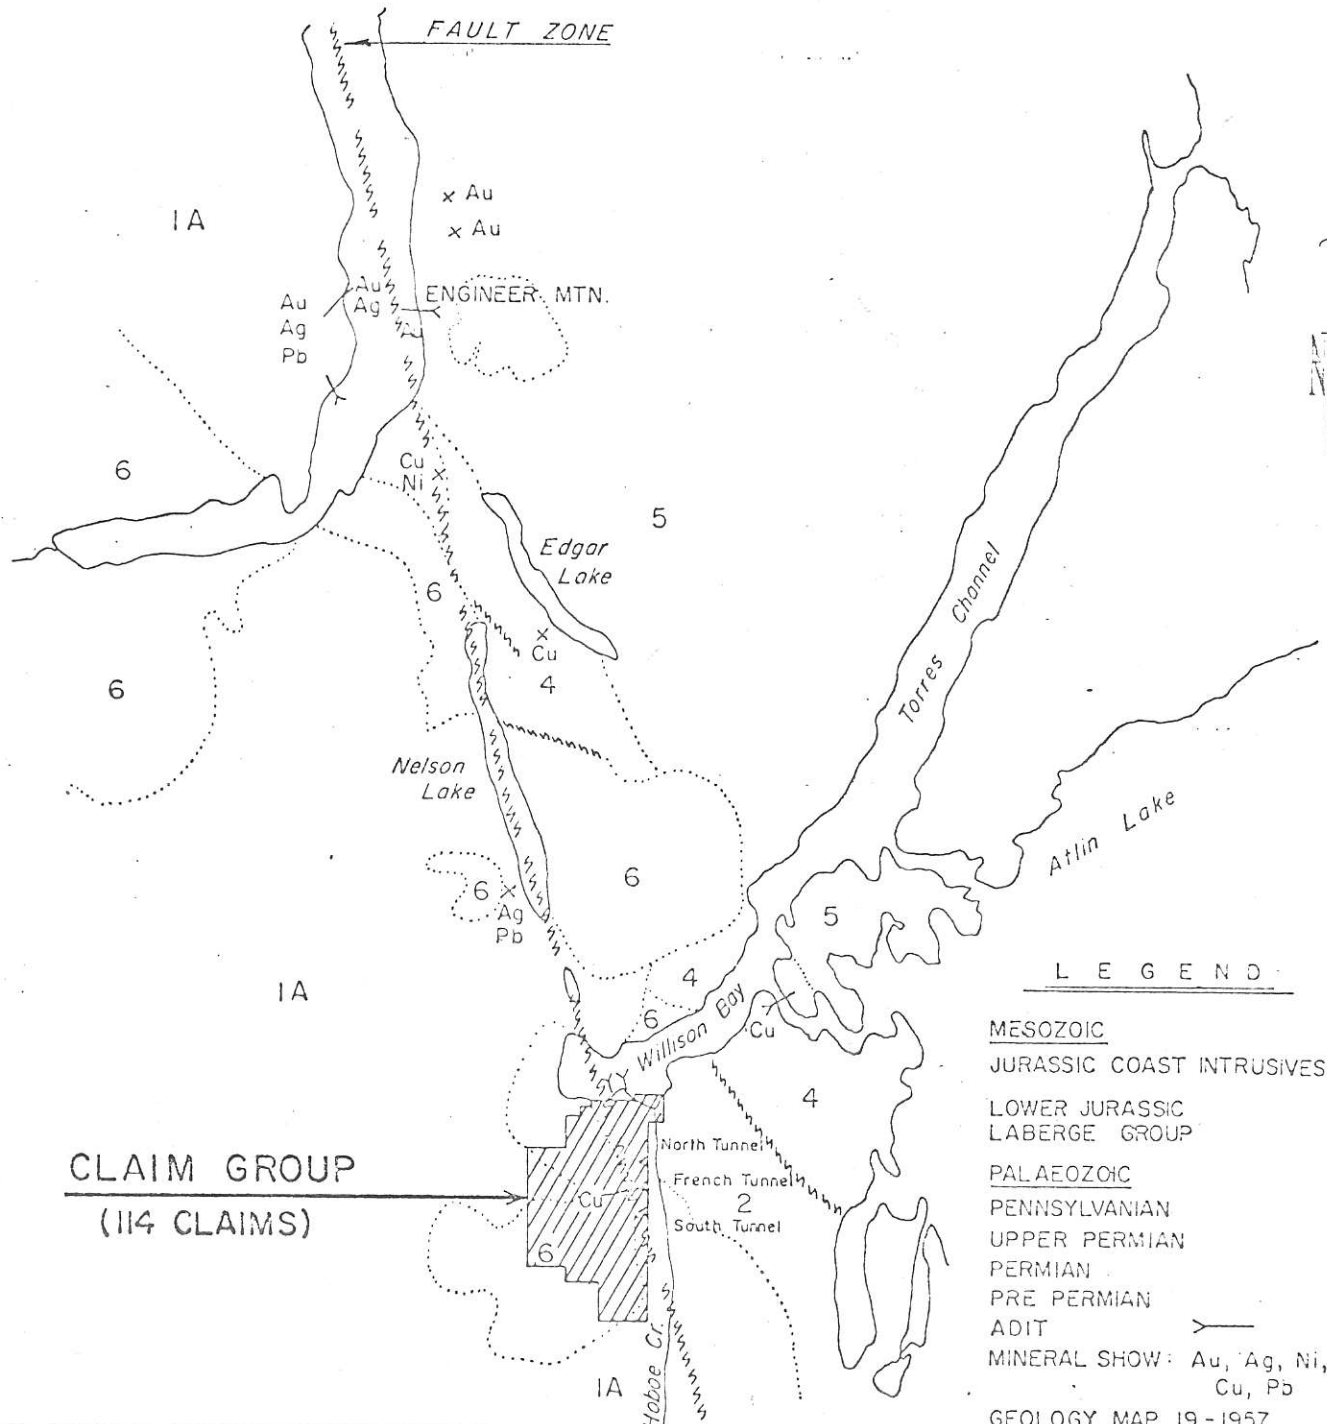 FAULT ZONE
1A
x Au
x Au
Au
Ag
ENGINEER MTN.
Au
Ag
Pb
Au
6
Cu
Ni
5
Edgar
Lake
6
Cu
4
6
Torres Channel
Nelson
Lake
Atlin Lake
6
6
Ag
Pb
5
4
1A
6
Willison Bay
Cu
4
CLAIM GROUP
(114 CLAIMS)
North Tunnel
French Tunnel
2
Cu
South Tunnel
6
1A
Hoboe Cr.
LEGEND
MESOZOIC
JURASSIC COAST INTRUSIVES
LOWER JURASSIC
LABERGE GROUP
PALAEOZOIC
PENNSYLVANIAN
UPPER PERMIAN
PERMIAN
PRE PERMIAN
ADIT
MINERAL SHOW: Au, Ag, Ni,
Cu, Pb
GEOLOGY MAP 19-1957